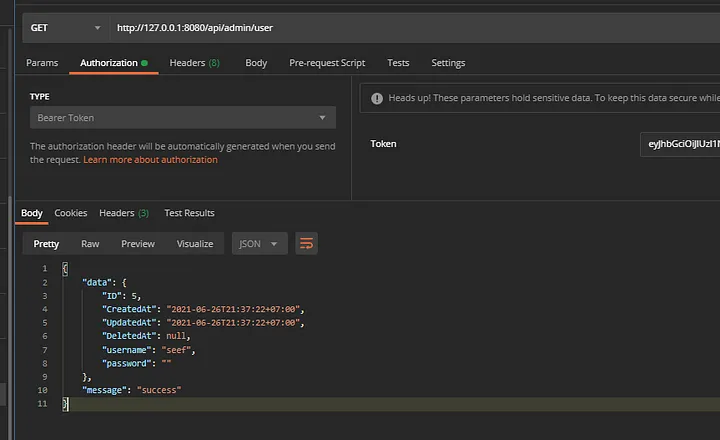 GET http://127.0.0.1:8080/api/admin/user
Params Authorization Headers (8) Body Pre-request Script Tests Settings
TYPE
Bearer Token
The authorization header will be automatically generated when you send
the request. Learn more about authorization
Heads up! These parameters hold sensitive data. To keep this data secure while
Token
Body Cookies Headers (3) Test Results
Pretty Raw Preview Visualize JSON
1 {
2 "data": {
3 "ID": 5,
4 "CreatedAt": "2021-06-26T21:37:22+07:00",
5 "UpdatedAt": "2021-06-26T21:37:22+07:00",
6 "DeletedAt": null,
7 "username": "seef",
8 "password": ""
9 },
10 "message": "success"
11 }